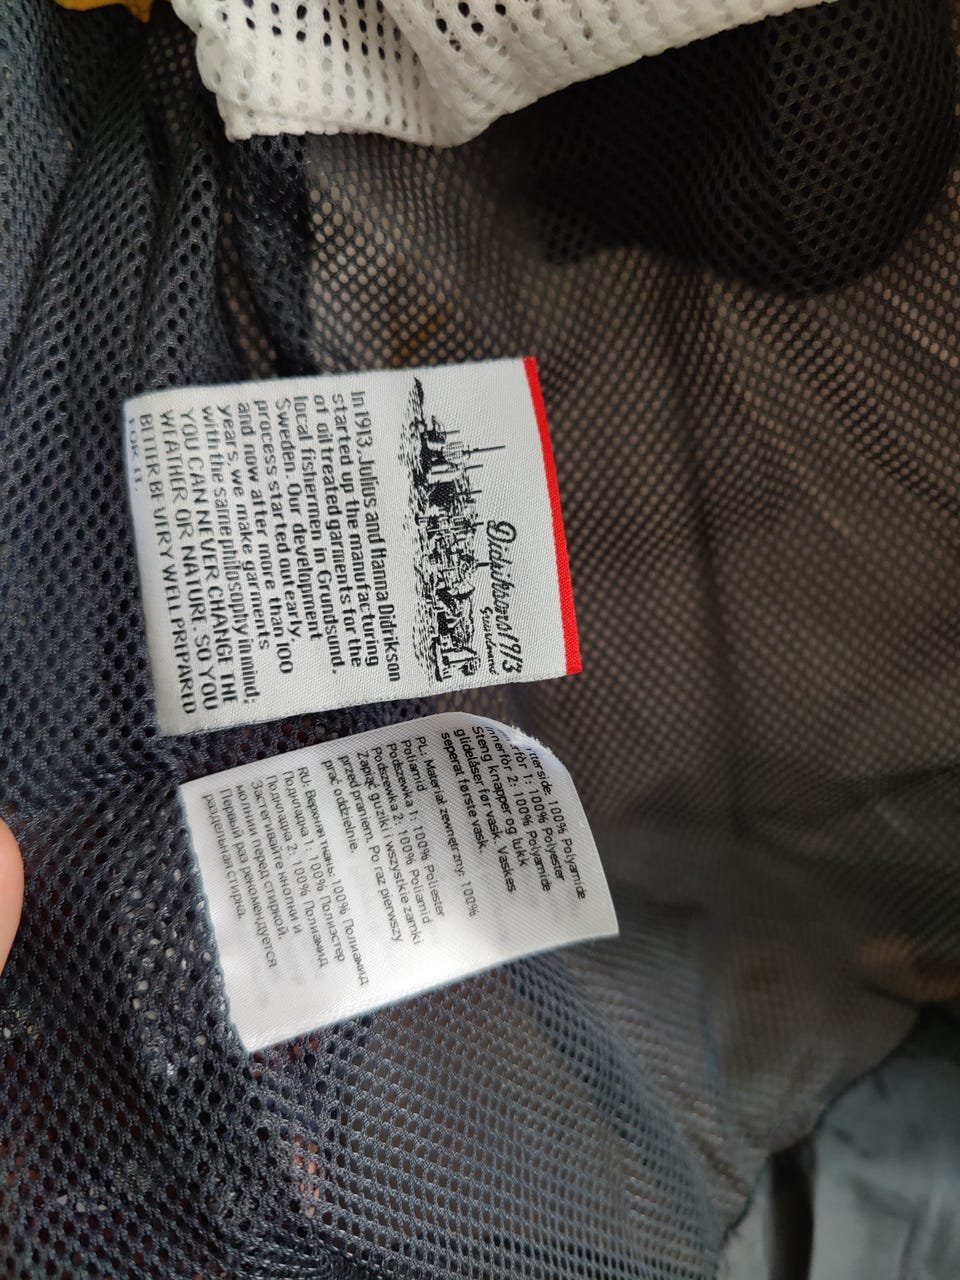 Didriksons1913
Grundsund
In 1913, Julius and Hanna Didrikson
started up the manufacturing
of oil treated garments for the
local fishermen in Grundsund,
Sweden. Our development
process started out early,
and now after more than 100
years, we make garments
with the same philosophy in mind;
YOU CAN NEVER CHANGE THE
WEATHER OR NATURE. SO YOU
BETTER BE VERY WELL PREPARED
FOR IT.
100% Polyamide
1: 100% Polyester
2: 100% Polyamide
Steng knapper og lukk
glidelåser før vask. Vaskes
seperat første vask.
PL: Materiał zewnętrzny: 100%
Poliamid
Podszewka 1: 100% Poliester
Podszewka 2: 100% Poliamid
Zapiąć guziki i wszystkie zamki
przed praniem. Po raz pierwszy
prać oddzielnie.
RU: Верхняя ткань: 100% Полиамид
Подкладка 1: 100% Полиэстер
Подкладка 2: 100% Полиамид
Застегивайте кнопки и
молнии перед стиркой.
Первый раз рекомендуется
раздельная стирка.